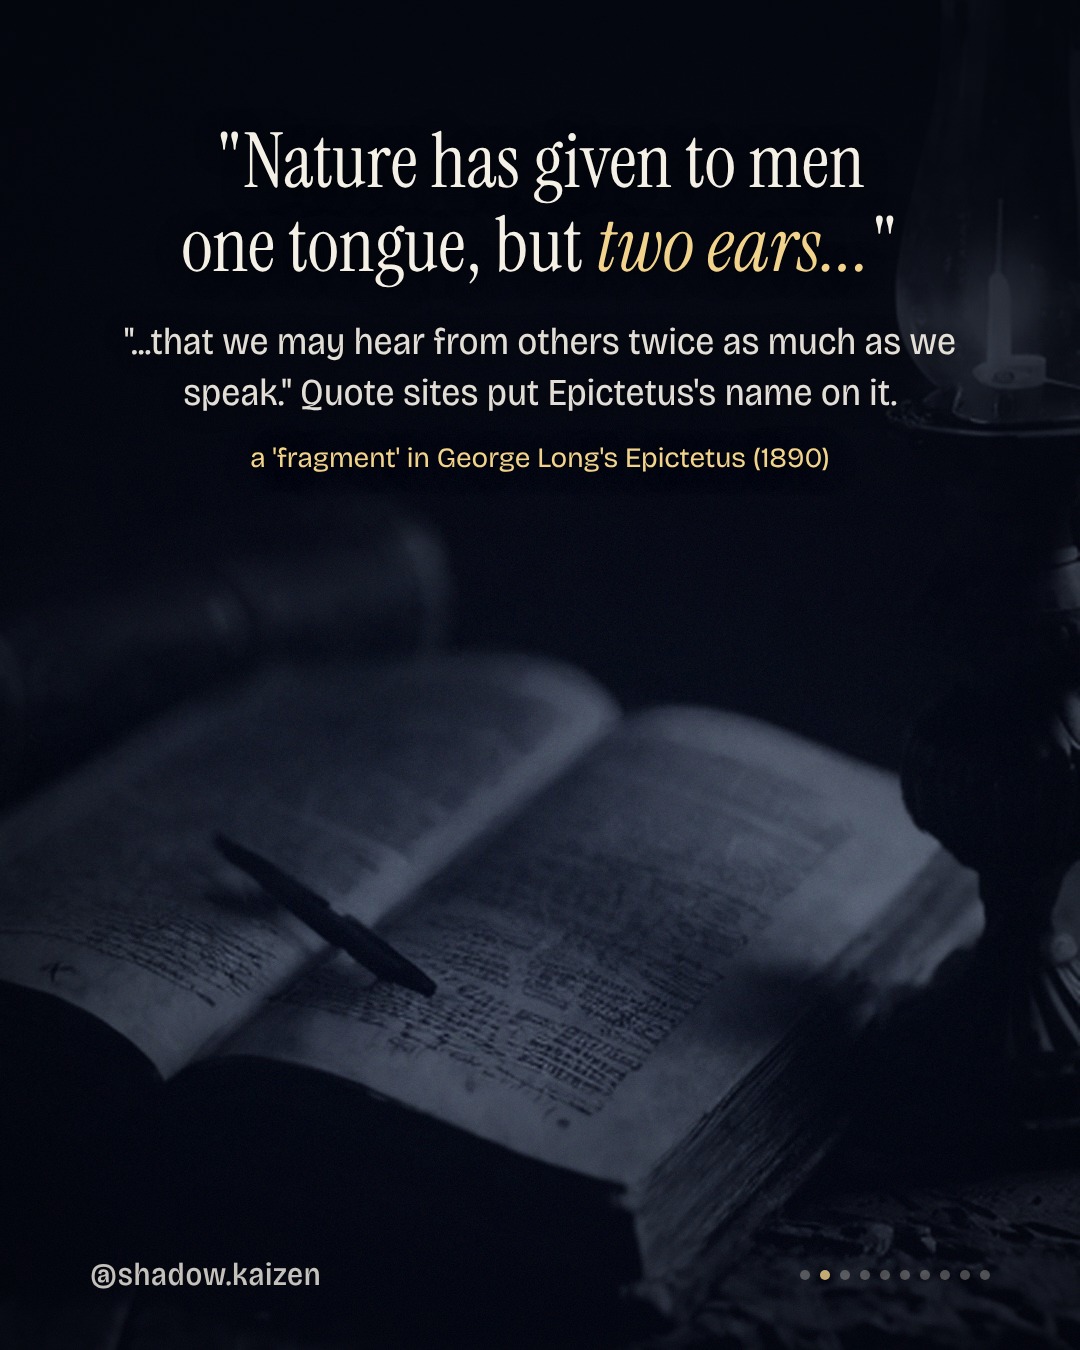 "Nature has given to men
one tongue, but two ears..."
"...that we may hear from others twice as much as we
speak." Quote sites put Epictetus's name on it.
a 'fragment' in George Long's Epictetus (1890)
@shadow.kaizen